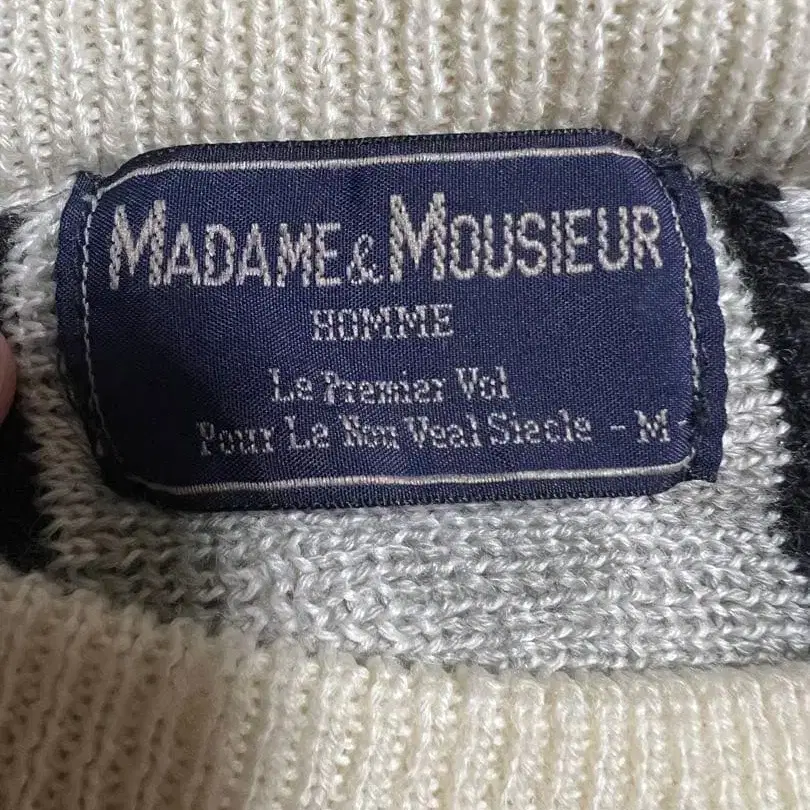 MADAME & MOUSIEUR
HOMME
Le Premier Vol
Pour Le Nou Veal Siecle - M -